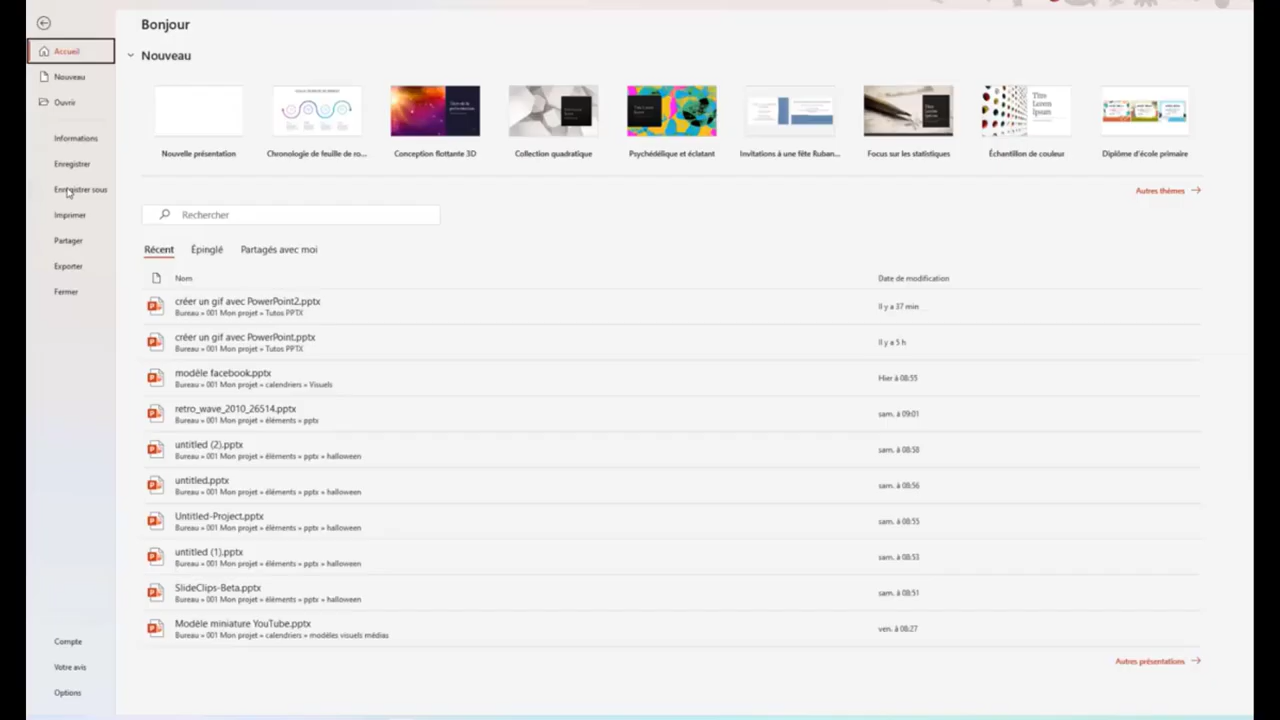 Bonjour
Accueil
Nouveau
Nouveau
Ouvrir
Informations
Enregistrer
Enregistrer sous
Imprimer
Partager
Exporter
Fermer
Compte
Votre avis
Options
Nouvelle présentation
Chronologie de feuille de ro...
Conception flottante 3D
Collection quadratique
Psychédélique et éclatant
Invitations à une fête Ruban...
Focus sur les statistiques
Échantillon de couleur
Diplôme d'école primaire
Titre Lorem Ipsum
Autres thèmes
Rechercher
Récent Épinglé Partagés avec moi
Nom Date de modification
créer un gif avec PowerPoint2.pptx
Bureau » 001 Mon projet » Tutos PPTX
Il y a 37 min
créer un gif avec PowerPoint.pptx
Bureau » 001 Mon projet » Tutos PPTX
Il y a 5 h
modèle facebook.pptx
Bureau » 001 Mon projet » calendriers » Visuels
Hier à 08:55
retro_wave_2010_26514.pptx
Bureau » 001 Mon projet » éléments » pptx
sam. à 09:01
untitled (2).pptx
Bureau » 001 Mon projet » éléments » pptx » halloween
sam. à 08:58
untitled.pptx
Bureau » 001 Mon projet » éléments » pptx » halloween
sam. à 08:56
Untitled-Project.pptx
Bureau » 001 Mon projet » éléments » pptx » halloween
sam. à 08:55
untitled (1).pptx
Bureau » 001 Mon projet » éléments » pptx » halloween
sam. à 08:53
SlideClips-Beta.pptx
Bureau » 001 Mon projet » éléments » pptx » halloween
sam. à 08:51
Modèle miniature YouTube.pptx
Bureau » 001 Mon projet » calendriers » modèles visuels médias
ven. à 08:27
Autres présentations